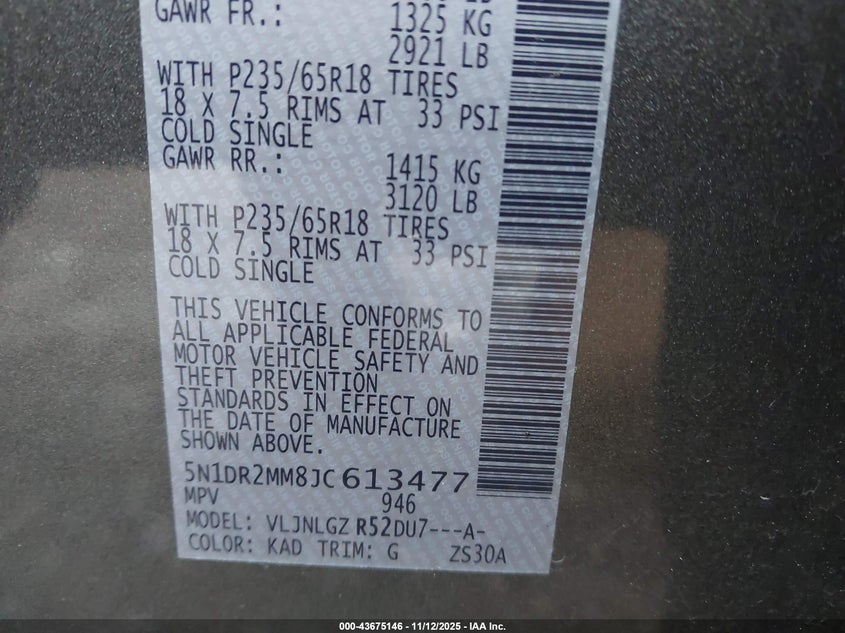 GAWR FR.: 1325 KG
2921 LB
WITH P235/65R18 TIRES
18 X 7.5 RIMS AT 33 PSI
COLD SINGLE
GAWR RR.: 1415 KG
3120 LB
WITH P235/65R18 TIRES
18 X 7.5 RIMS AT 33 PSI
COLD SINGLE
THIS VEHICLE CONFORMS TO
ALL APPLICABLE FEDERAL
MOTOR VEHICLE SAFETY AND
THEFT PREVENTION
STANDARDS IN EFFECT ON
THE DATE OF MANUFACTURE
SHOWN ABOVE.
5N1DR2MM8JC613477
MPV 946
MODEL: VLJNLGZ R52DU7---A-
COLOR: KAD TRIM: G ZS30A
000-43675146 - 11/12/2025 - IAA Inc.